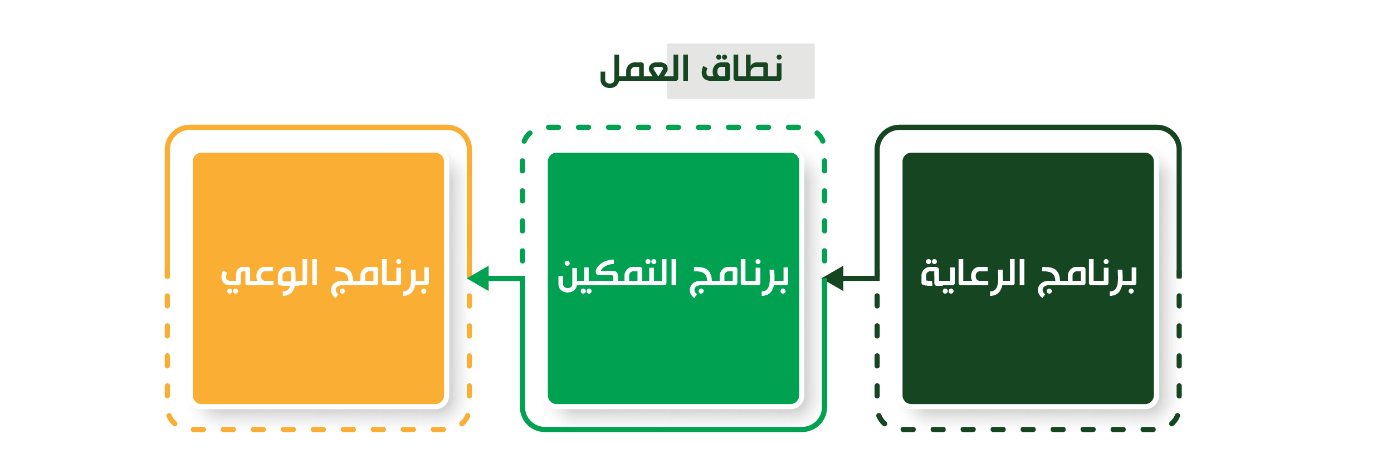 نطاق العمل
برنامج الرعاية
برنامج التمكين
برنامج الوعي